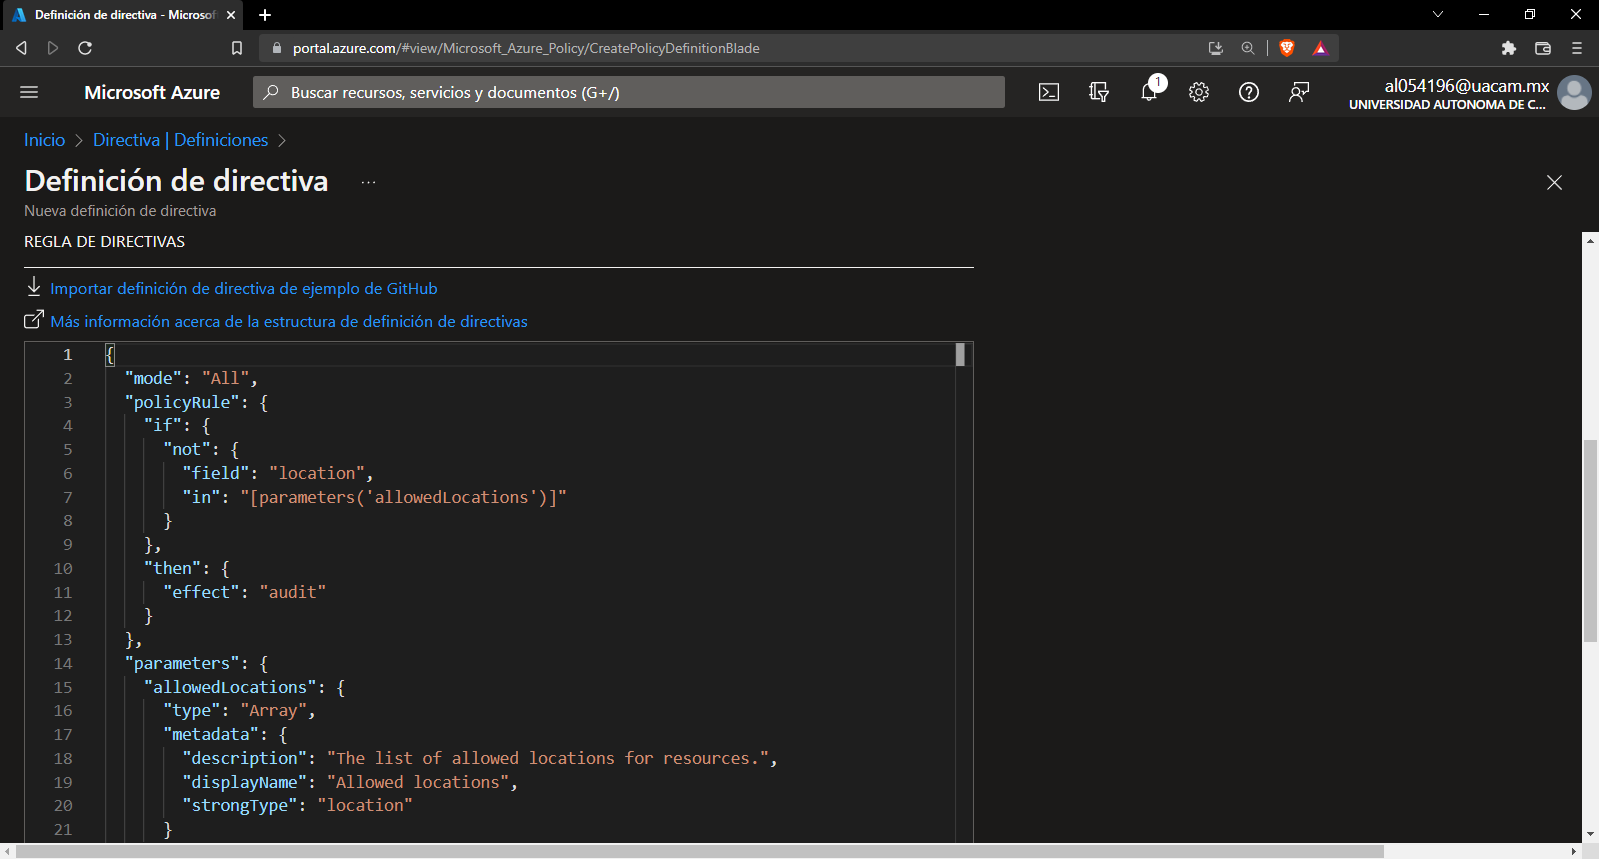 Definición de directiva - Microsof
portal.azure.com/#view/Microsoft_Azure_Policy/CreatePolicyDefinitionBlade
Microsoft Azure
Buscar recursos, servicios y documentos (G+/)
1
al054196@uacam.mx
UNIVERSIDAD AUTONOMA DE C...
Inicio > Directiva | Definiciones >
Definición de directiva ...
Nueva definición de directiva
REGLA DE DIRECTIVAS
Importar definición de directiva de ejemplo de GitHub
Más información acerca de la estructura de definición de directivas
1 {
2 "mode": "All",
3 "policyRule": {
4 "if": {
5 "not": {
6 "field": "location",
7 "in": "[parameters('allowedLocations')]"
8 }
9 },
10 "then": {
11 "effect": "audit"
12 }
13 },
14 "parameters": {
15 "allowedLocations": {
16 "type": "Array",
17 "metadata": {
18 "description": "The list of allowed locations for resources.",
19 "displayName": "Allowed locations",
20 "strongType": "location"
21 }